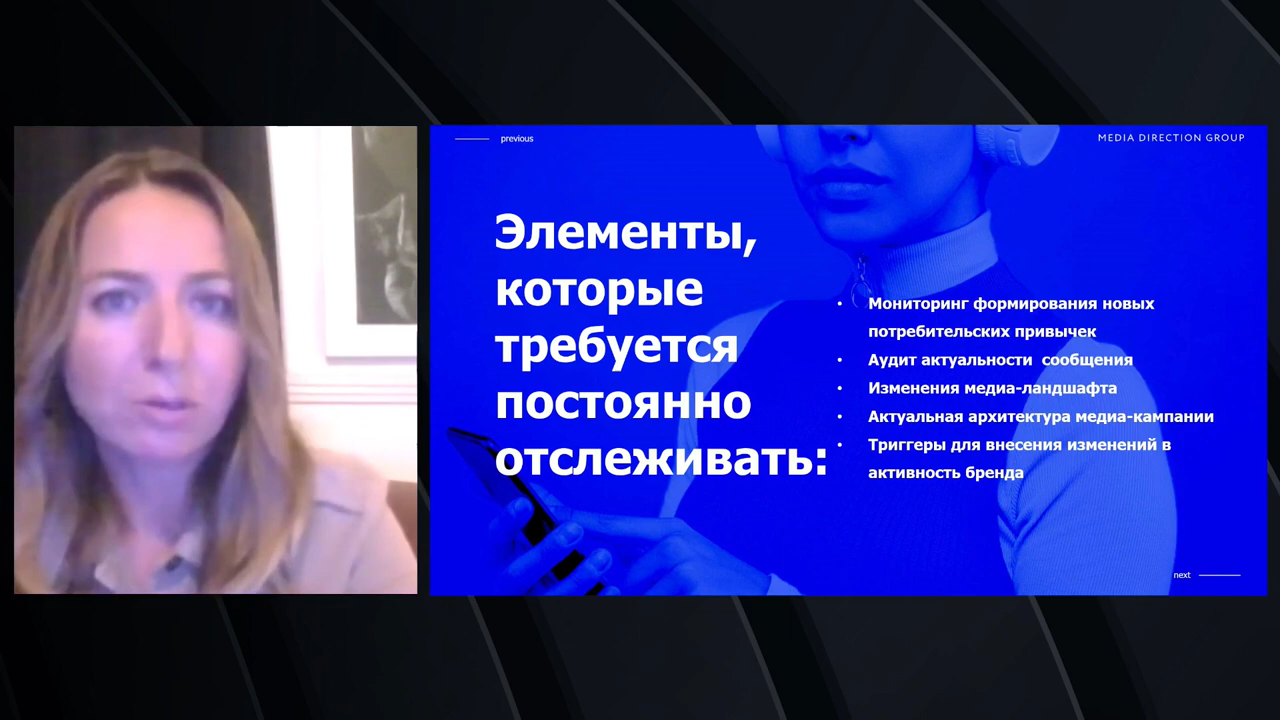 previous
MEDIA DIRECTION GROUP
Элементы,
которые
требуется
постоянно
отслеживать:
• Мониторинг формирования новых
потребительских привычек
• Аудит актуальности сообщения
• Изменения медиа-ландшафта
• Актуальная архитектура медиа-кампании
• Триггеры для внесения изменений в
активность бренда
next